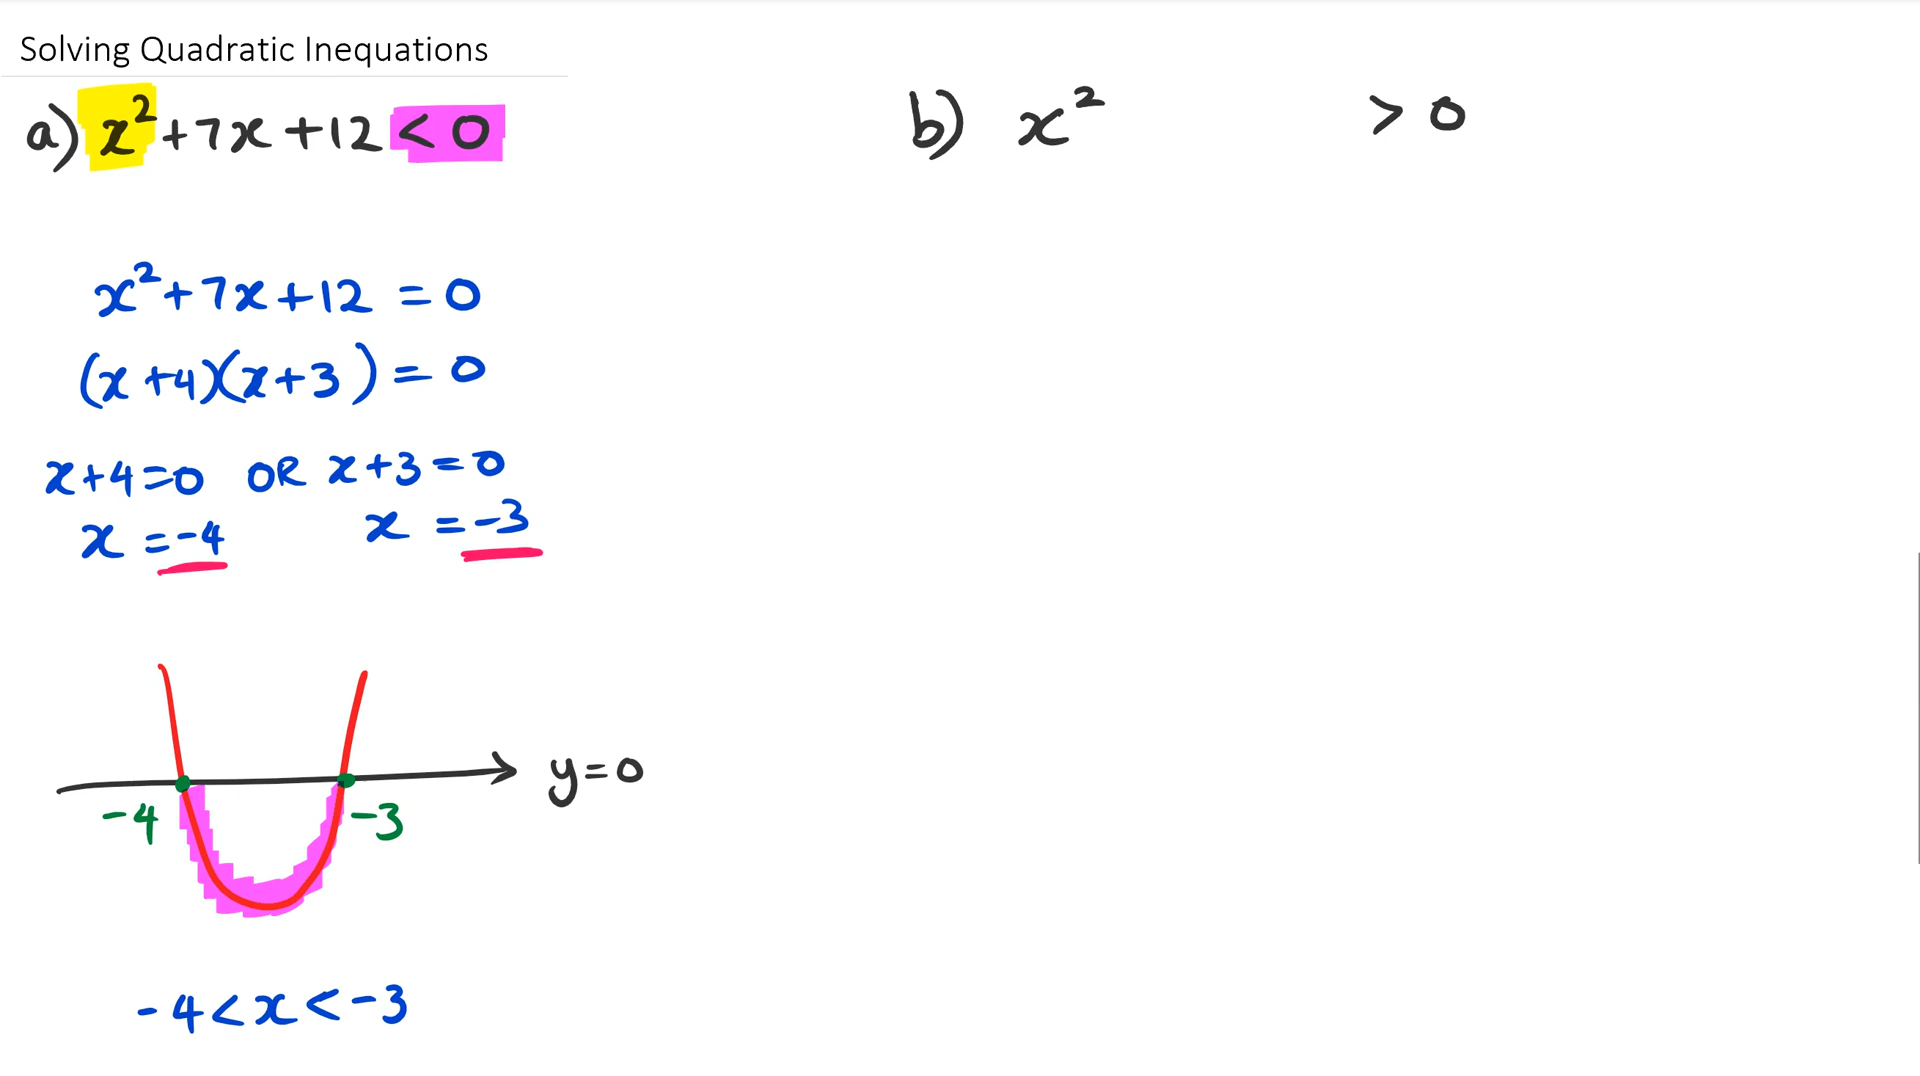 Solving Quadratic Inequations
a) x²+7x+12 < 0
x²+7x+12 = 0
(x+4)(x+3) = 0
x+4=0 OR x+3=0
x =-4 x =-3
y=0
-4 -3
-4<x<-3
b) x² > 0